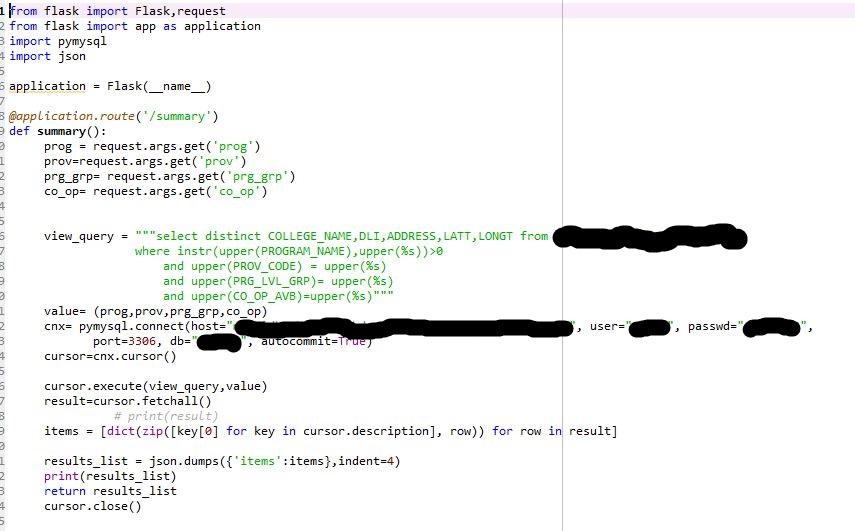 1 from flask import Flask,request
2 from flask import app as application
3 import pymysql
4 import json
5
6 application = Flask(__name__)
7
8 @application.route('/summary')
9 def summary():
0     prog = request.args.get('prog')
1     prov=request.args.get('prov')
2     prg_grp= request.args.get('prg_grp')
3     co_op= request.args.get('co_op')
4
5
6     view_query = """select distinct COLLEGE_NAME,DLI,ADDRESS,LATT,LONGT from
7                  where instr(upper(PROGRAM_NAME),upper(%s))>0
8                      and upper(PROV_CODE) = upper(%s)
9                      and upper(PRG_LVL_GRP)= upper(%s)
0                      and upper(CO_OP_AVB)=upper(%s)"""
1     value= (prog,prov,prg_grp,co_op)
2     cnx= pymysql.connect(host="", user="", passwd="",
3            port=3306, db="", autocommit=True)
4     cursor=cnx.cursor()
5
6     cursor.execute(view_query,value)
7     result=cursor.fetchall()
8               # print(result)
9     items = [dict(zip([key[0] for key in cursor.description], row)) for row in result]
0
1     results_list = json.dumps({'items':items},indent=4)
2     print(results_list)
3     return results_list
4     cursor.close()
5